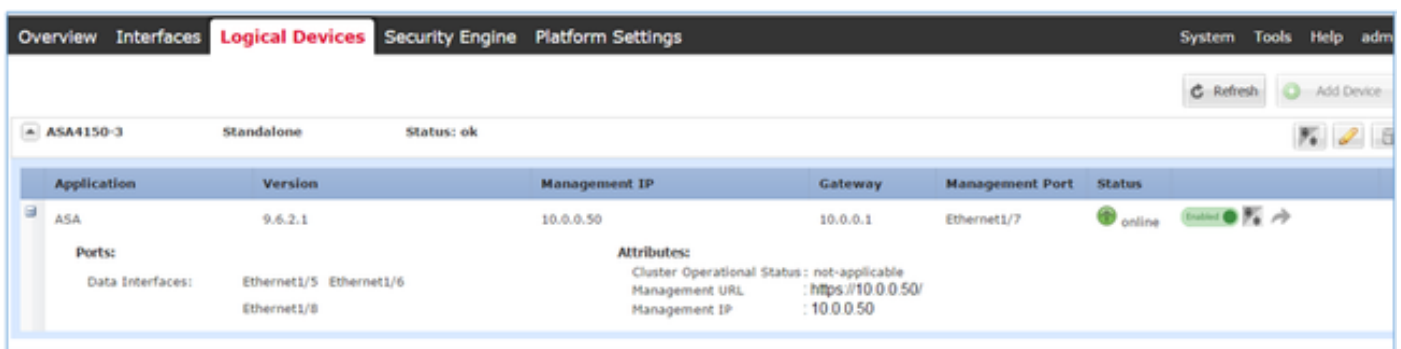 Overview Interfaces Logical Devices Security Engine Platform Settings System Tools Help adm
Refresh Add Device
ASA4150-3 Standalone Status: ok
Application Version Management IP Gateway Management Port Status
ASA 9.6.2.1 10.0.0.50 10.0.0.1 Ethernet1/7 online Enabled
Ports: Attributes:
Cluster Operational Status : not-applicable
Data Interfaces: Ethernet1/5 Ethernet1/6
Management URL : https://10.0.0.50/
Ethernet1/8 Management IP : 10.0.0.50